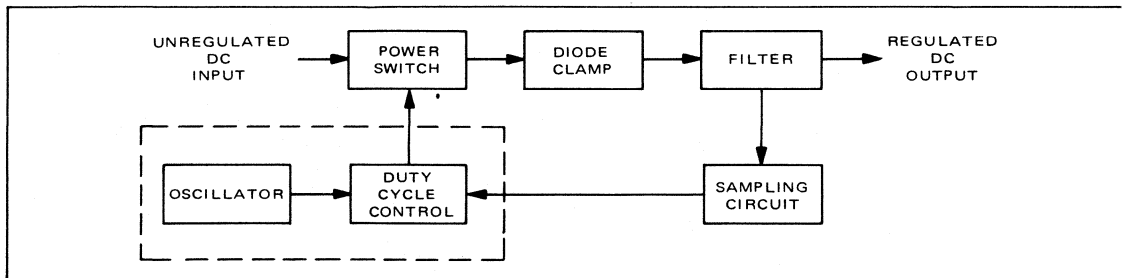 UNREGULATED
DC
INPUT
POWER
SWITCH
DIODE
CLAMP
FILTER
REGULATED
DC
OUTPUT
OSCILLATOR
DUTY
CYCLE
CONTROL
SAMPLING
CIRCUIT